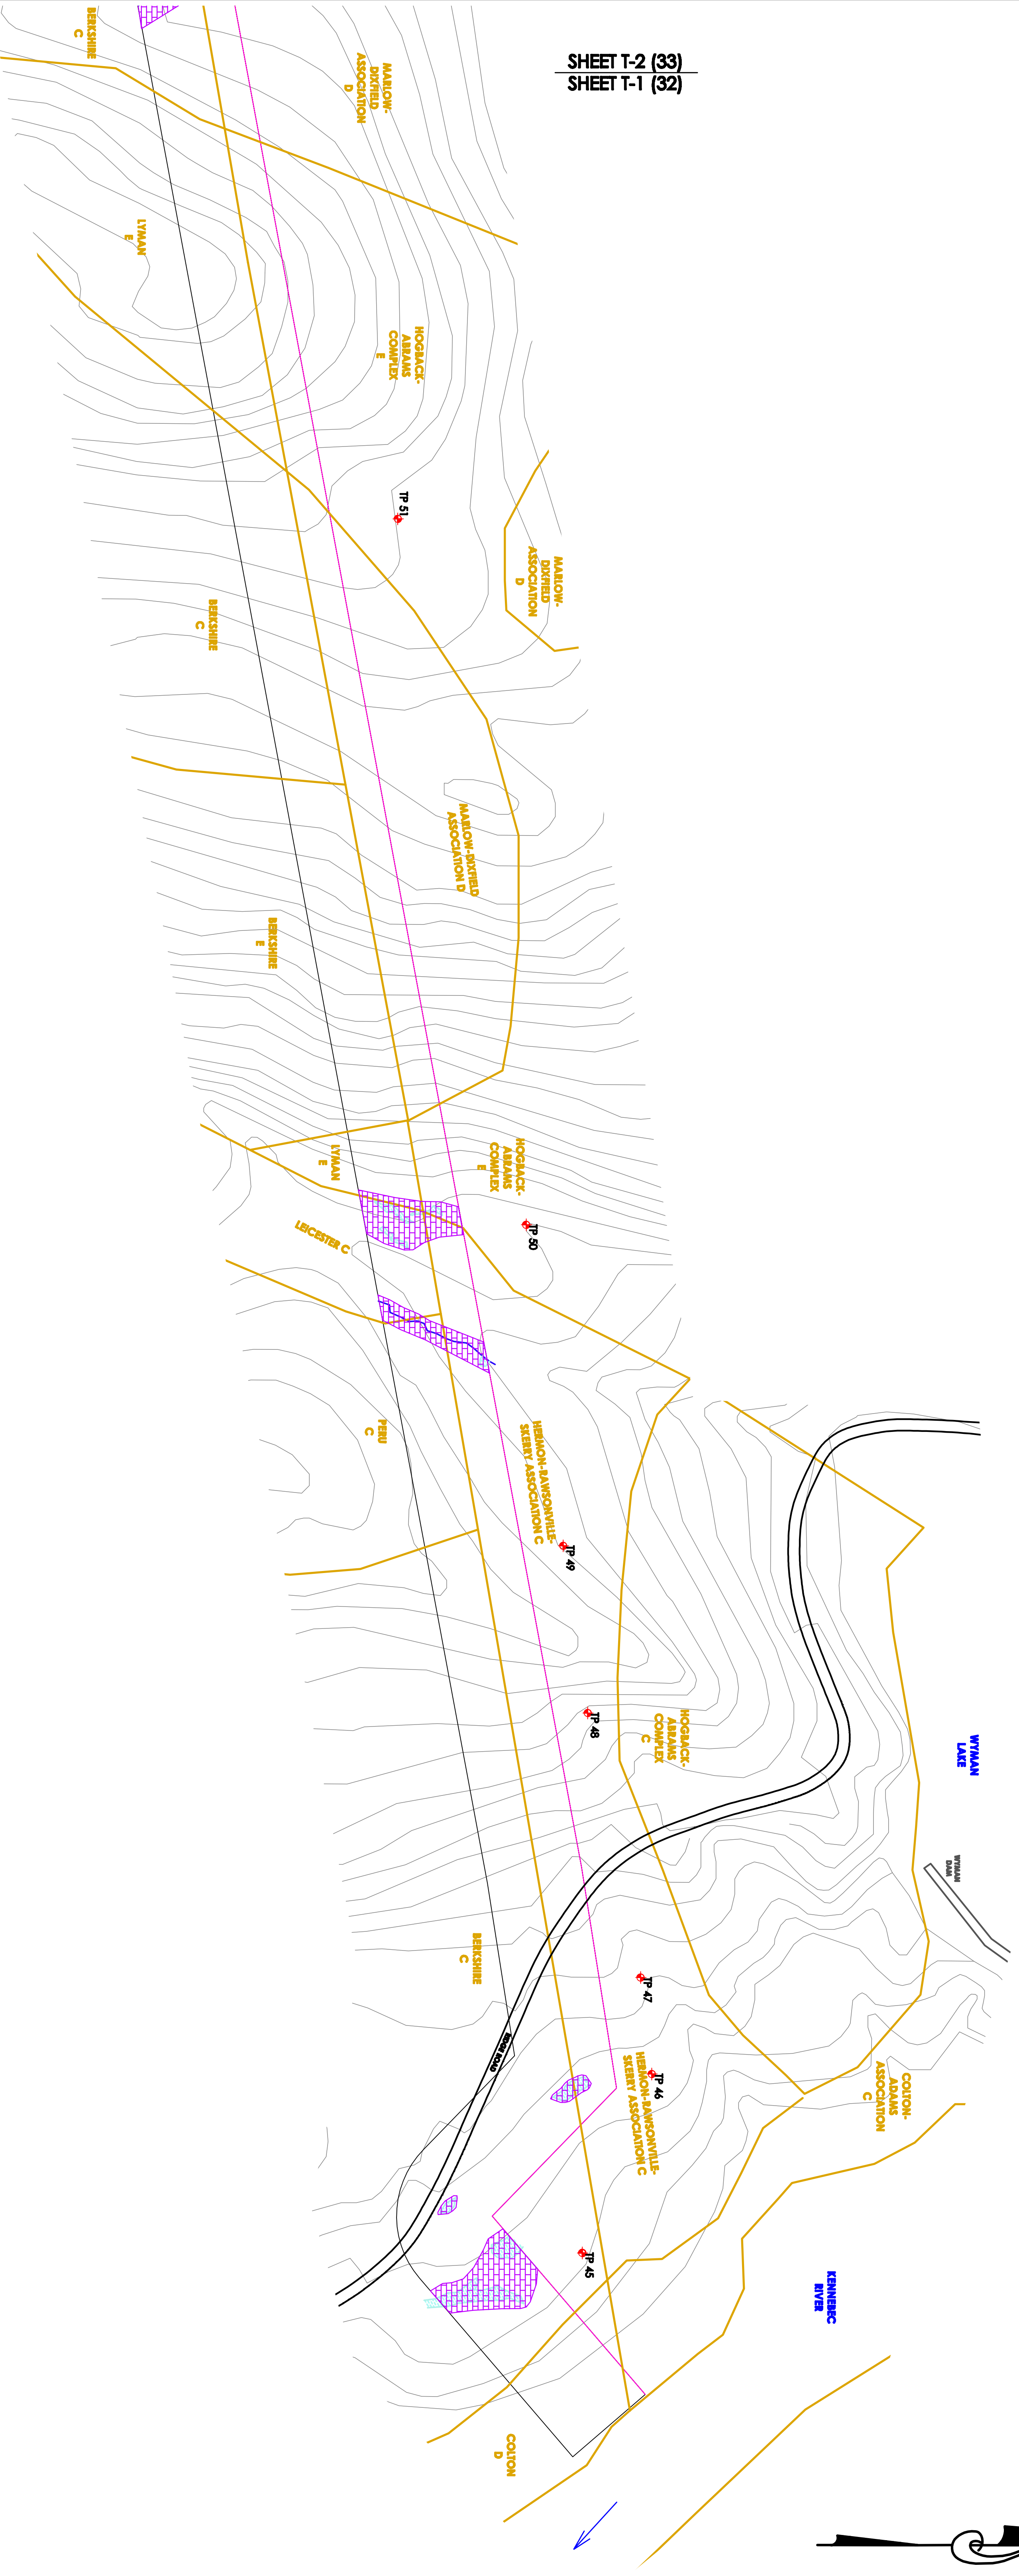 SHEET T-2 (33)
SHEET T-1 (32)
BERKSHIRE
C
MARLOW-
DIXFIELD
ASSOCIATION
D
LYMAN
E
HOGBACK-
ABRAMS
COMPLEX
E
TP 51
MARLOW-
DIXFIELD
ASSOCIATION
D
BERKSHIRE
C
MARLOW-DIXFIELD
ASSOCIATION D
BERKSHIRE
E
HOGBACK-
ABRAMS
COMPLEX
E
LYMAN
E
TP 50
LEICESTER C
PERU
C
HERMON-RAWSONVILLE-
SKERRY ASSOCIATION C
TP 49
TP 48
HOGBACK-
ABRAMS
COMPLEX
C
WYMAN
LAKE
WYMAN
DAM
BERKSHIRE
C
TP 47
RIDGE ROAD
TP 46
HERMON-RAWSONVILLE-
SKERRY ASSOCIATION C
COLTON-
ADAMS
ASSOCIATION
C
TP 45
KENNEBEC
RIVER
COLTON
D